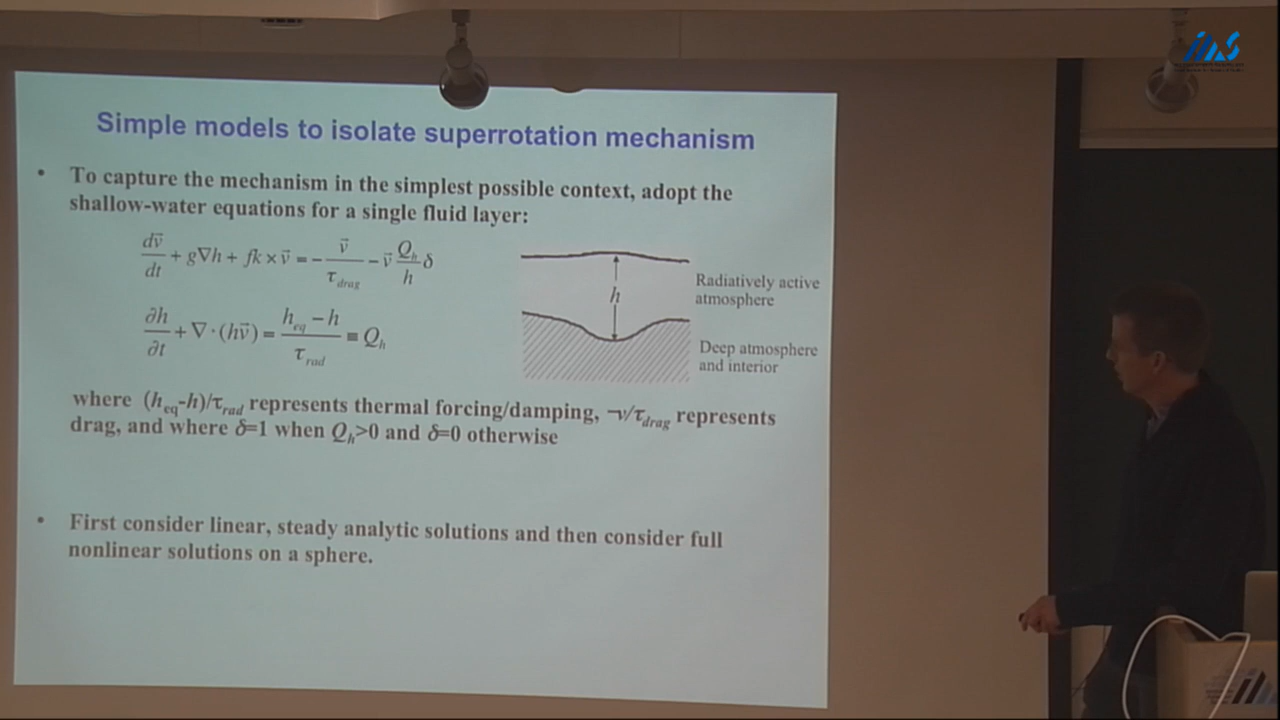 Simple models to isolate superrotation mechanism
• To capture the mechanism in the simplest possible context, adopt the
shallow-water equations for a single fluid layer:
dv⃗/dt + g∇h + fk × v⃗ = − v⃗/τ_drag − v⃗ Q_h/h δ
∂h/∂t + ∇·(hv⃗) = (h_eq − h)/τ_rad ≡ Q_h
h
Radiatively active
atmosphere
Deep atmosphere
and interior
where (h_eq-h)/τ_rad represents thermal forcing/damping, −v/τ_drag represents
drag, and where δ=1 when Q_h>0 and δ=0 otherwise
• First consider linear, steady analytic solutions and then consider full
nonlinear solutions on a sphere.